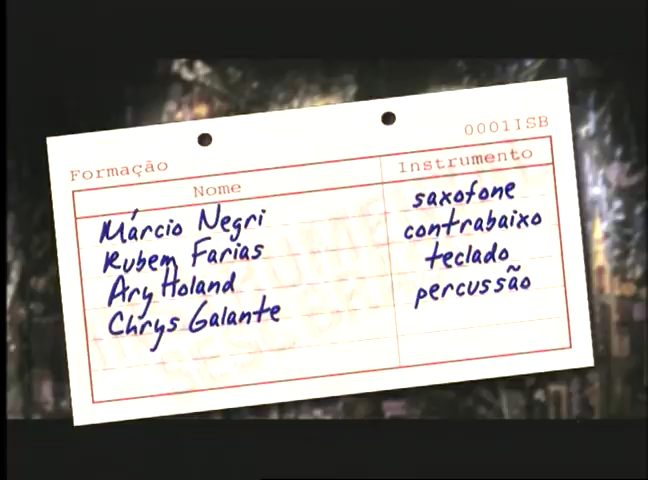 0001ISB
Formação
Nome Instrumento
Márcio Negri saxofone
Rubem Farias contrabaixo
Ary Holand teclado
Chrys Galante percussão